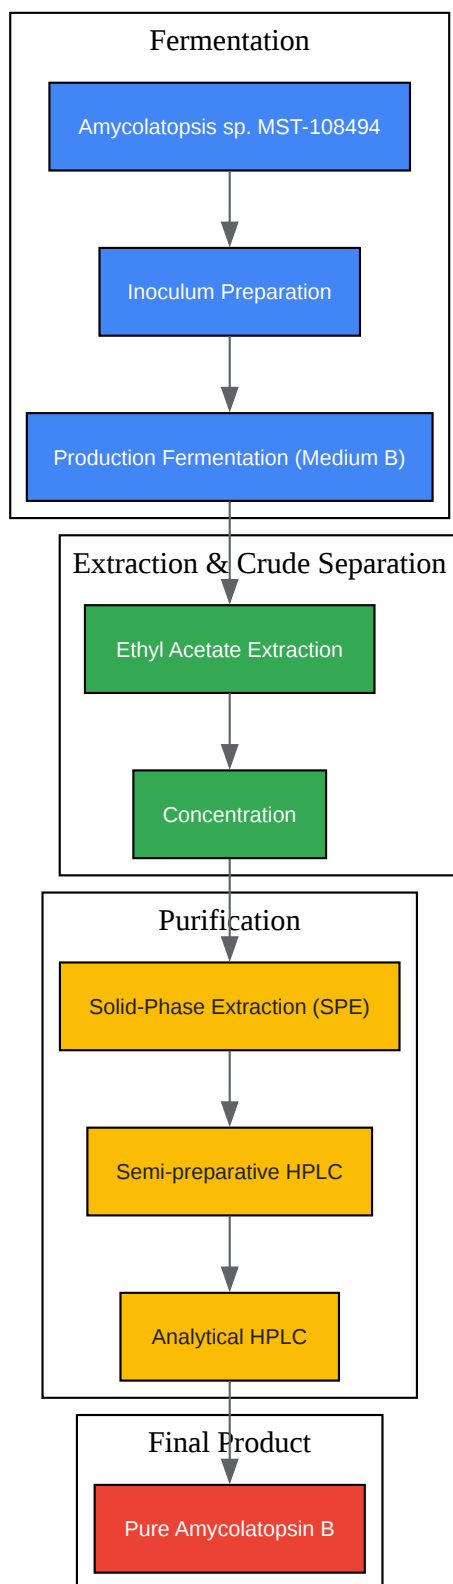 Fermentation
Amycolatopsis sp. MST-108494
Inoculum Preparation
Production Fermentation (Medium B)
Extraction & Crude Separation
Ethyl Acetate Extraction
Concentration
Purification
Solid-Phase Extraction (SPE)
Semi-preparative HPLC
Analytical HPLC
Final Product
Pure Amycolatopsin B